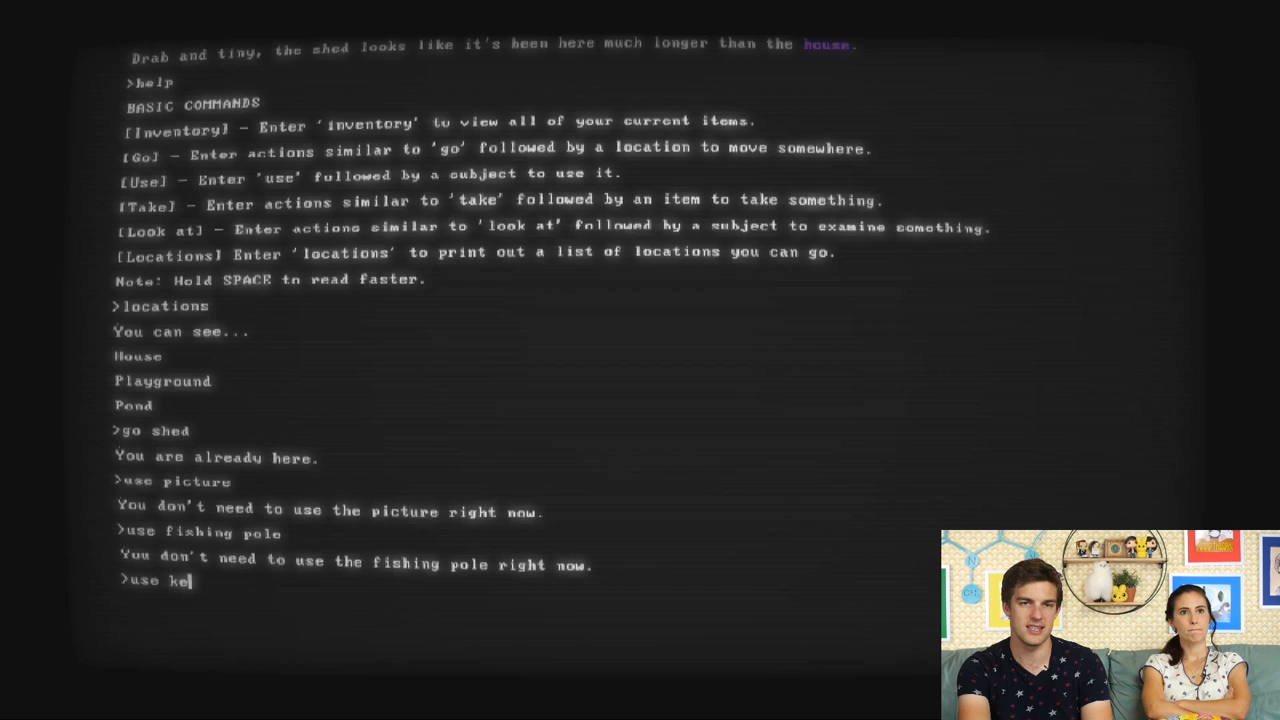 Drab and tiny, the shed looks like it's been here much longer than the house.
>help
BASIC COMMANDS
[Inventory] - Enter 'inventory' to view all of your current items.
[Go] - Enter actions similar to 'go' followed by a location to move somewhere.
[Use] - Enter 'use' followed by a subject to use it.
[Take] - Enter actions similar to 'take' followed by an item to take something.
[Look at] - Enter actions similar to 'look at' followed by a subject to examine something.
[Locations] Enter 'locations' to print out a list of locations you can go.
Note: Hold SPACE to read faster.
>locations
You can see...
House
Playground
Pond
>go shed
You are already here.
>use picture
You don't need to use the picture right now.
>use fishing pole
You don't need to use the fishing pole right now.
>use ke